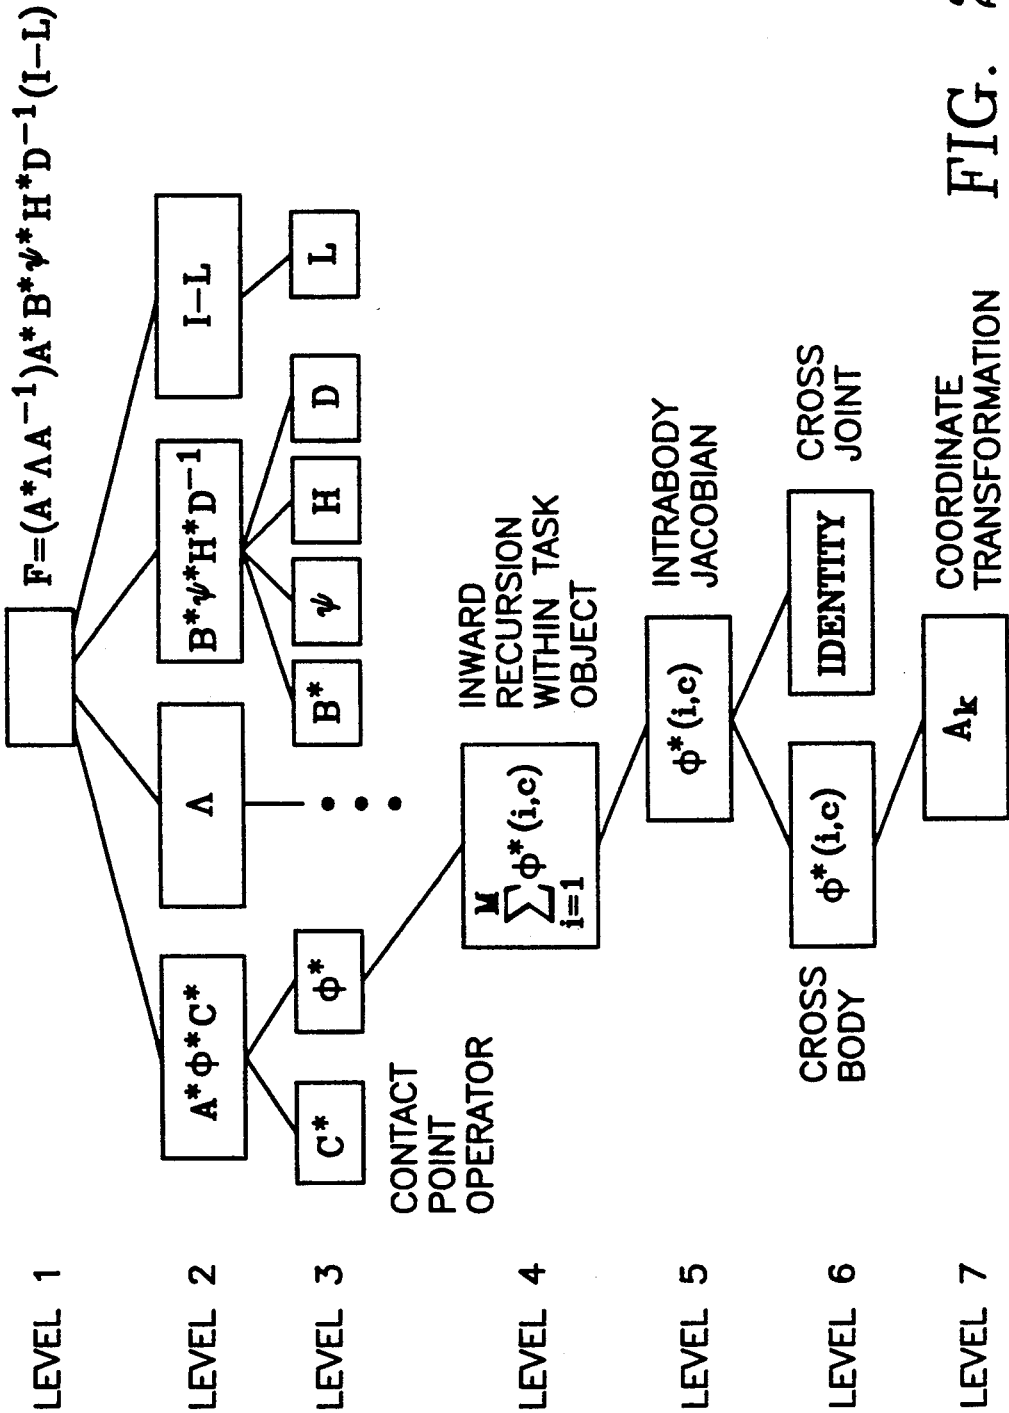 F=(A*ΛA⁻¹)A*B*ψ*H*D⁻¹(I−L)
LEVEL 1
LEVEL 2
A*ϕ*C*
Λ
B*ψ*H*D⁻¹
I−L
LEVEL 3
C*
ϕ*
B*
ψ
H
D
L
CONTACT
POINT
OPERATOR
LEVEL 4
M
∑ϕ*(i,c)
i=1
INWARD
RECURSION
WITHIN TASK
OBJECT
LEVEL 5
ϕ*(i,c)
INTRABODY
JACOBIAN
LEVEL 6
CROSS
BODY
ϕ*(i,c)
IDENTITY
CROSS
JOINT
LEVEL 7
Aₖ
COORDINATE
TRANSFORMATION
FIG.